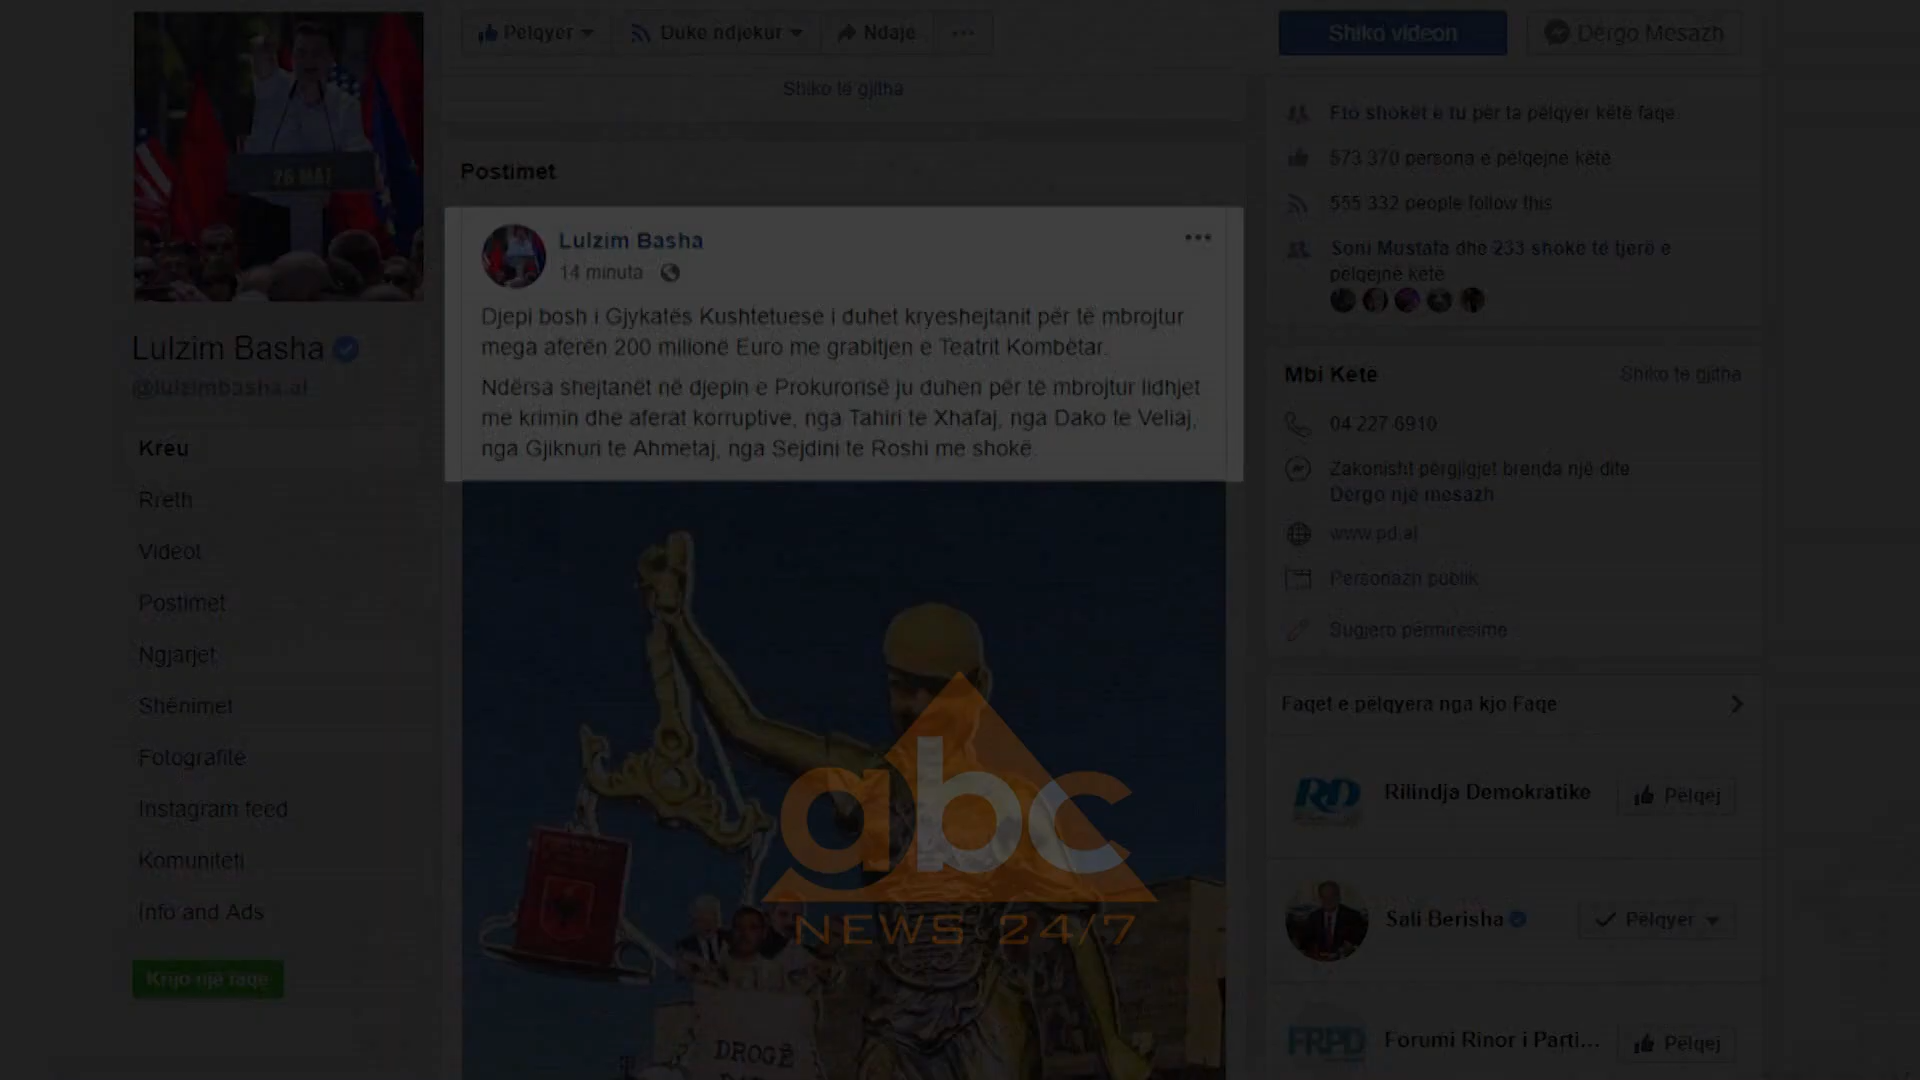 Pëlqyer
Duke ndjekur
Ndaje
Shiko videon
Dërgo Mesazh
Shiko të gjitha
Fto shokët e tu për ta pëlqyer këtë faqe
573 370 persona e pëlqejnë këtë
555 332 people follow this
Soni Mustafa dhe 233 shokë të tjerë e
pëlqejnë këtë
26 MAJ
Lulzim Basha
@lulzimbasha.al
Kreu
Rreth
Videot
Postimet
Ngjarjet
Shënimet
Fotografitë
Instagram feed
Komuniteti
Info and Ads
Krijo një faqe
Postimet
Lulzim Basha
14 minuta
Djepi bosh i Gjykatës Kushtetuese i duhet kryeshejtanit për të mbrojtur
mega aferën 200 milionë Euro me grabitjen e Teatrit Kombëtar.
Ndërsa shejtanët në djepin e Prokurorisë ju duhen për të mbrojtur lidhjet
me krimin dhe aferat korruptive, nga Tahiri te Xhafaj, nga Dako te Veliaj,
nga Gjiknuri te Ahmetaj, nga Sejdini te Roshi me shokë.
DROGË
abc
NEWS 24/7
Mbi Këtë
Shiko të gjitha
04 227 6910
Zakonisht përgjigjet brenda një dite
Dërgo një mesazh
www.pd.al
Personazh publik
Sugjero përmirësime
Faqet e pëlqyera nga kjo Faqe
RD
Rilindja Demokratike
Pëlqej
Sali Berisha
Pëlqyer
FRPD
Forumi Rinor i Parti...
Pëlqej